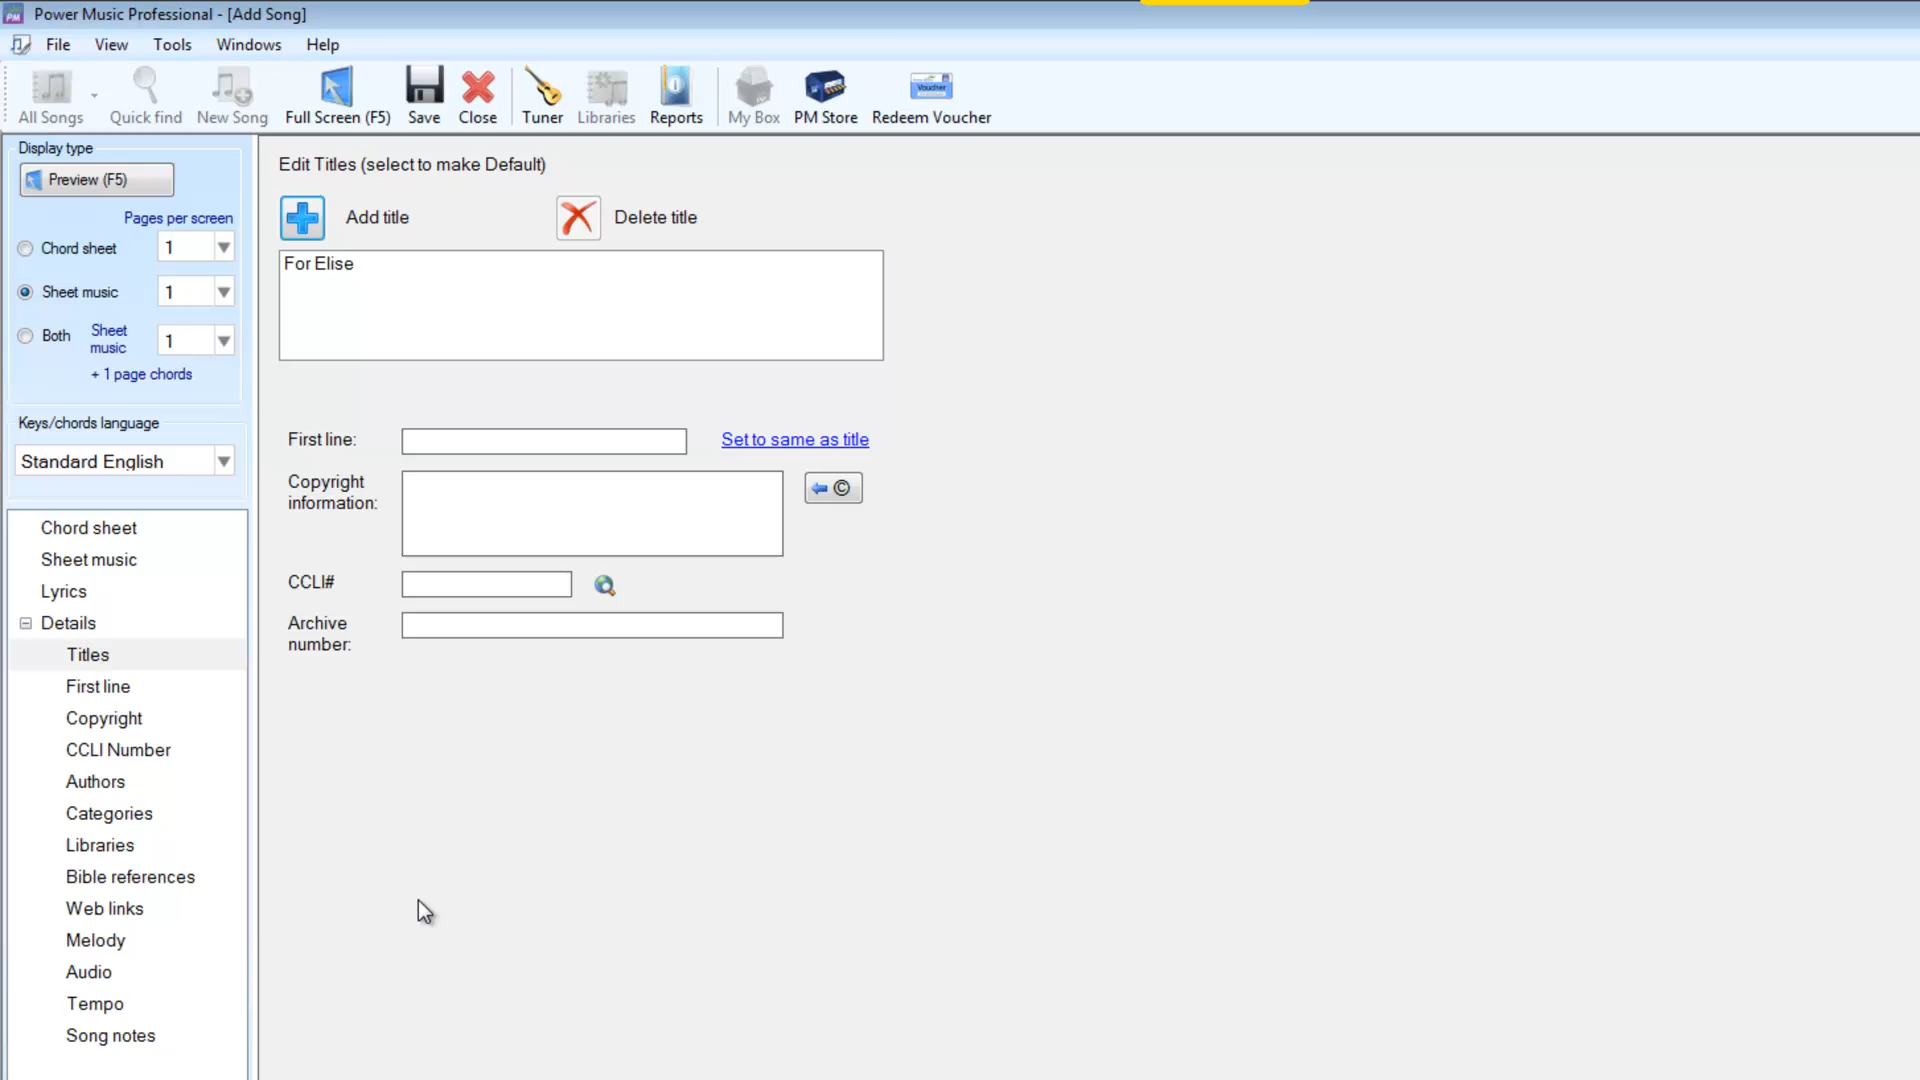 Power Music Professional - [Add Song]
File View Tools Windows Help
All Songs Quick find New Song Full Screen (F5) Save Close Tuner Libraries Reports My Box PM Store Redeem Voucher
Display type
Preview (F5)
Pages per screen
Chord sheet 1
Sheet music 1
Both Sheet music 1
+ 1 page chords
Keys/chords language
Standard English
Chord sheet
Sheet music
Lyrics
Details
Titles
First line
Copyright
CCLI Number
Authors
Categories
Libraries
Bible references
Web links
Melody
Audio
Tempo
Song notes
Edit Titles (select to make Default)
Add title Delete title
For Elise
First line: Set to same as title
Copyright
information: ©
CCLI#
Archive
number: